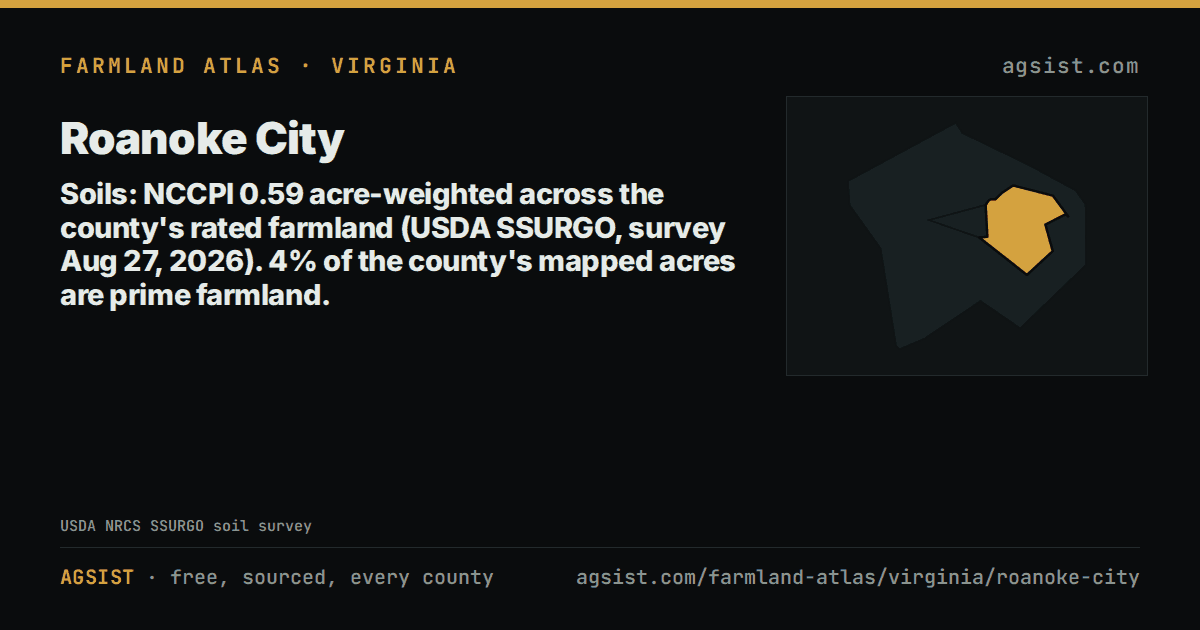 FARMLAND ATLAS · VIRGINIA
agsist.com
Roanoke City
Soils: NCCPI 0.59 acre-weighted across the
county's rated farmland (USDA SSURGO, survey
Aug 27, 2026). 4% of the county's mapped acres
are prime farmland.
USDA NRCS SSURGO soil survey
AGSIST · free, sourced, every county
agsist.com/farmland-atlas/virginia/roanoke-city